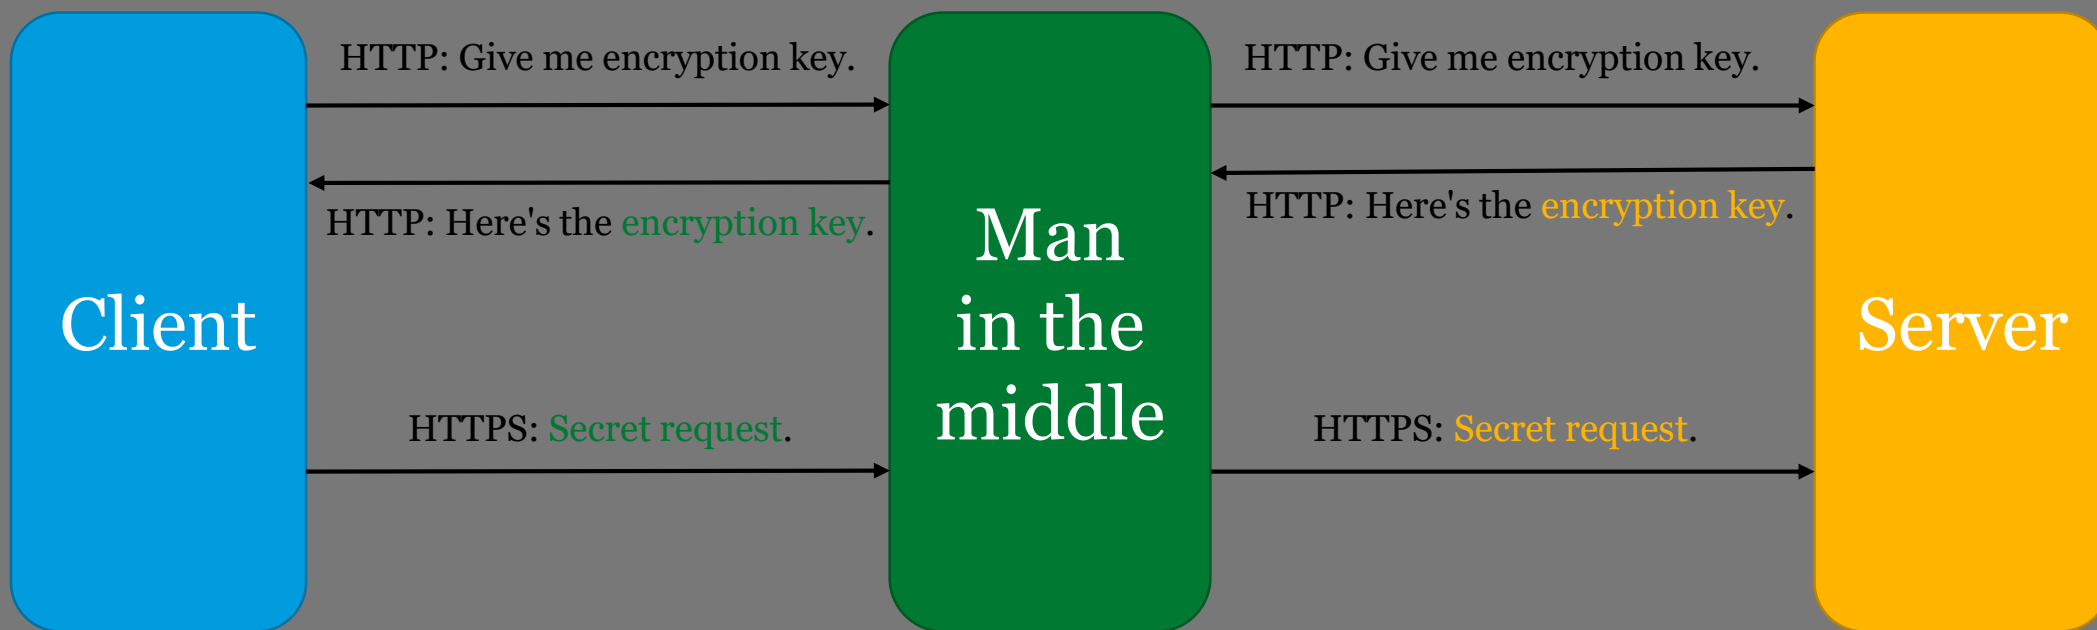 HTTP: Give me encryption key.
HTTP: Give me encryption key.
HTTP: Here's the encryption key.
HTTP: Here's the encryption key.
Client
Man
in the
middle
Server
HTTPS: Secret request.
HTTPS: Secret request.